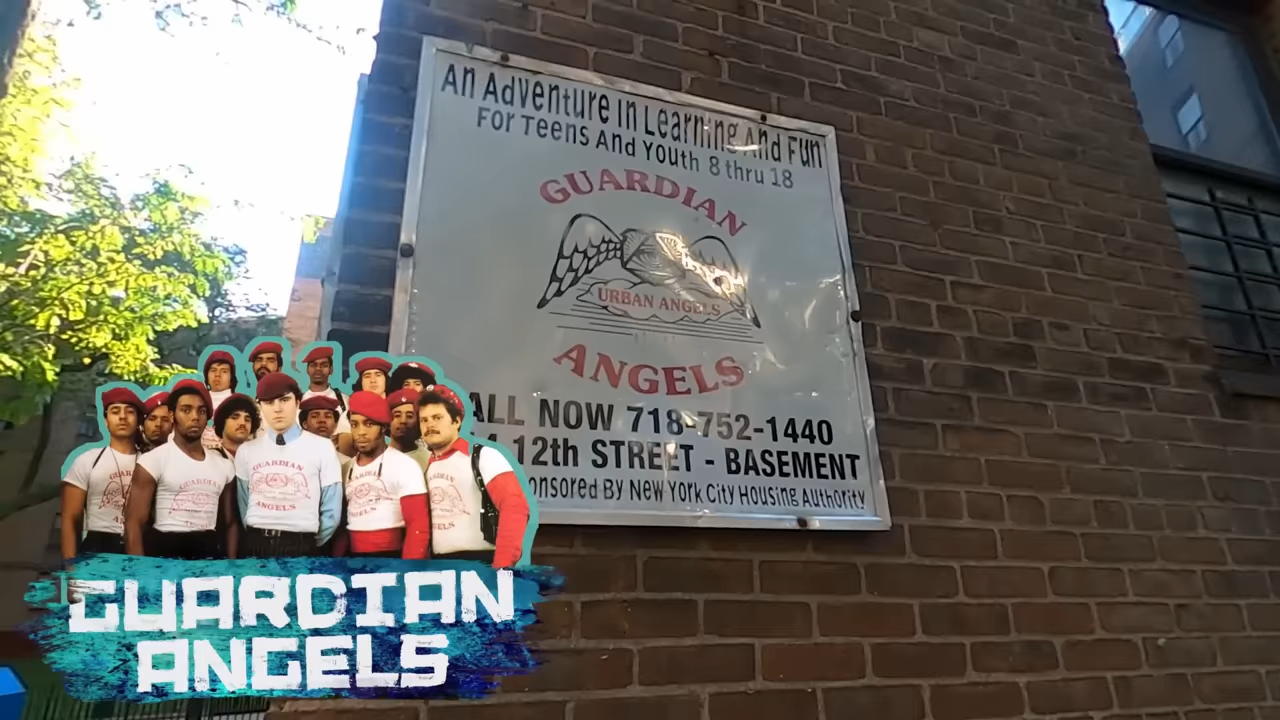 An Adventure In Learning And Fun
For Teens And Youth 8 thru 18
GUARDIAN
URBAN ANGELS
ANGELS
ALL NOW 718-752-1440
12th STREET - BASEMENT
onsored By New York City Housing Authority
GUARDIAN
ANGELS
GUARDIAN
ANGELS